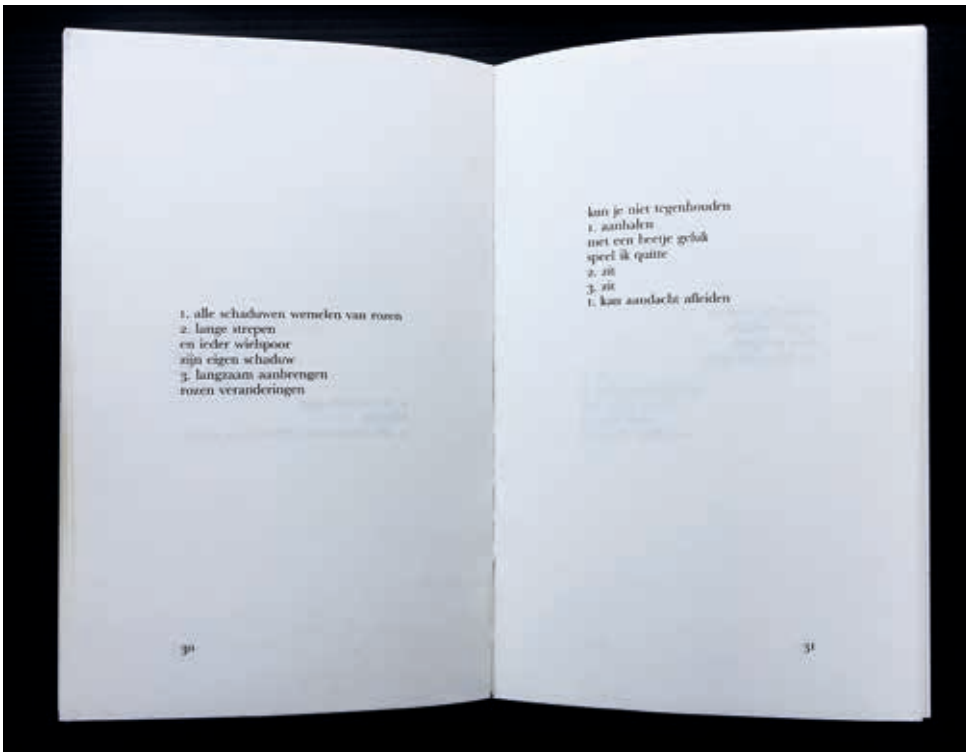 1. alle schaduwen wemelen van rozen
2. lange strepen
en ieder wielspoor
zijn eigen schaduw
3. langzaam aanbrengen
rozen veranderingen
30
kun je niet tegenhouden
1. aanhalen
met een beetje geluk
speel ik quitte
2. zit
3. zit
1. kan aandacht afleiden
31